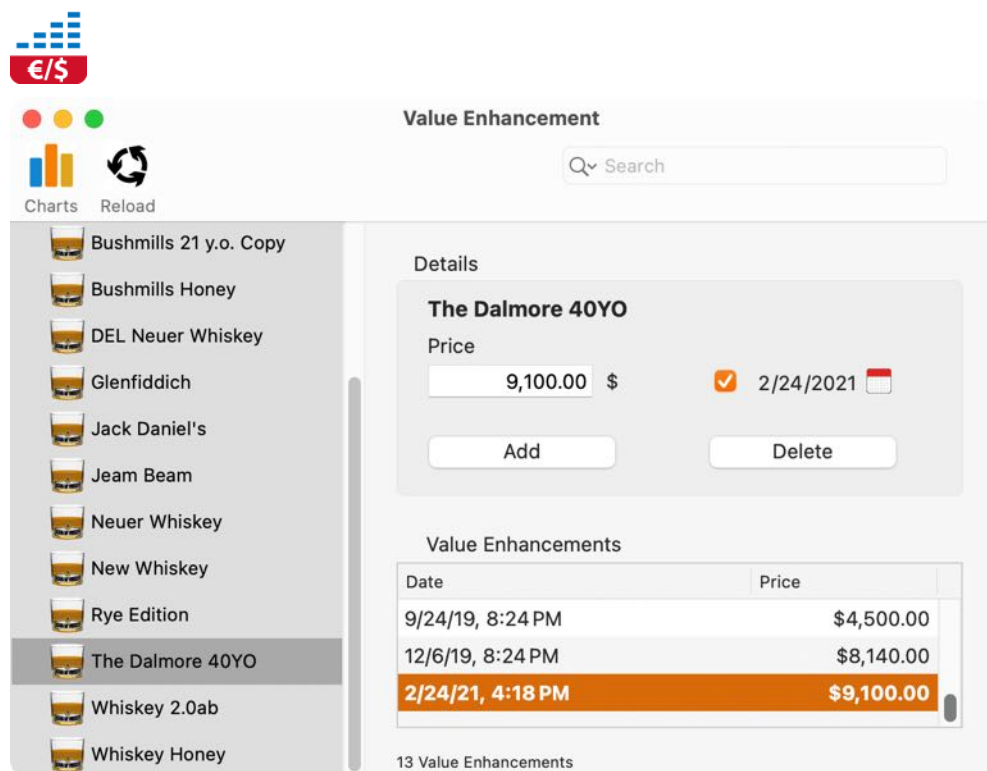 €/$
Value Enhancement
Search
Charts Reload
Bushmills 21 y.o. Copy
Bushmills Honey
DEL Neuer Whiskey
Glenfiddich
Jack Daniel's
Jeam Beam
Neuer Whiskey
New Whiskey
Rye Edition
The Dalmore 40YO
Whiskey 2.0ab
Whiskey Honey
Details
The Dalmore 40YO
Price
9,100.00 $ 2/24/2021
Add Delete
Value Enhancements
Date Price
9/24/19, 8:24 PM $4,500.00
12/6/19, 8:24 PM $8,140.00
2/24/21, 4:18 PM $9,100.00
13 Value Enhancements